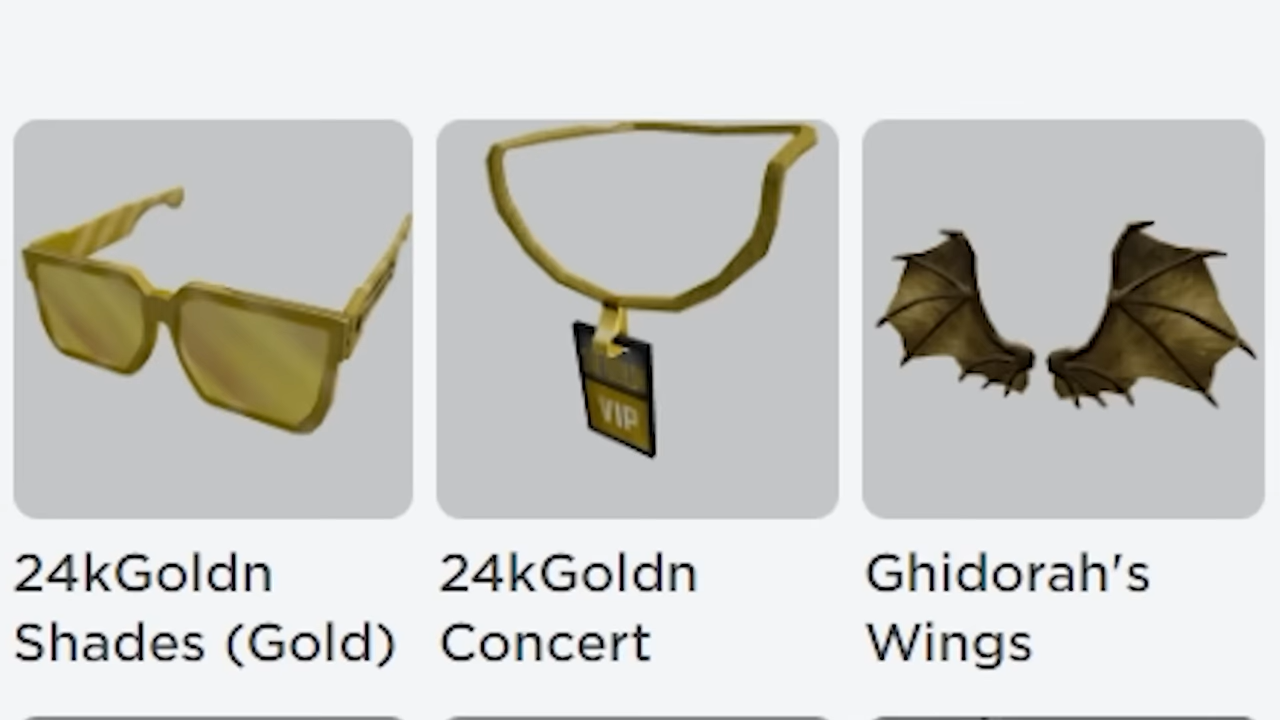 VIP
24kGoldn
Shades (Gold)
24kGoldn
Concert
Ghidorah's
Wings